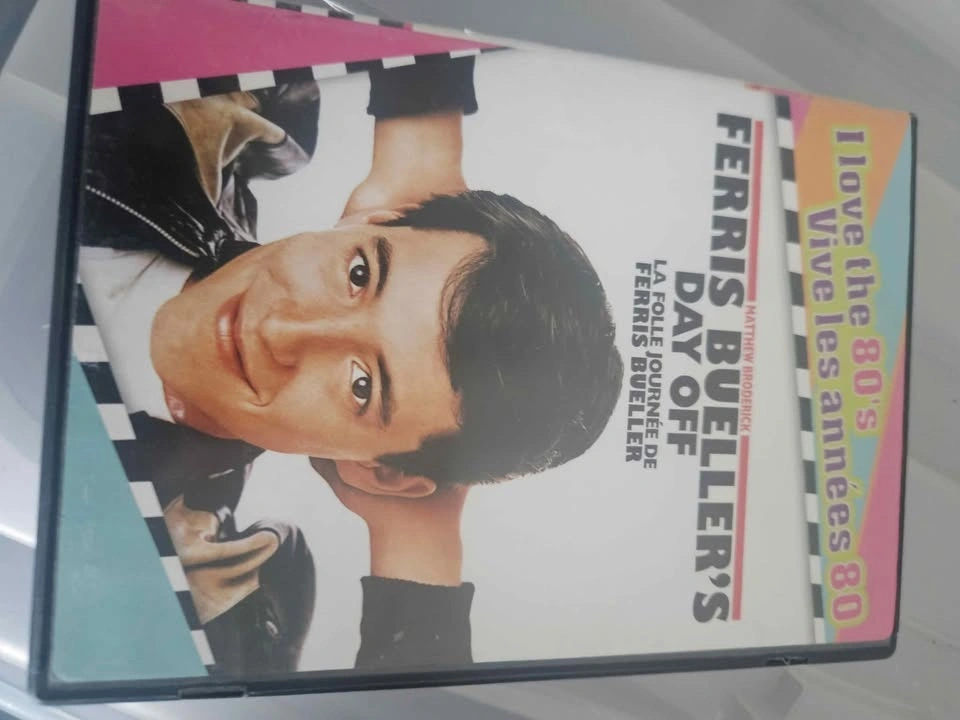 I love the 80's
Vive les années 80
MATTHEW BRODERICK
FERRIS BUELLER'S
DAY OFF
LA FOLLE JOURNÉE DE
FERRIS BUELLER